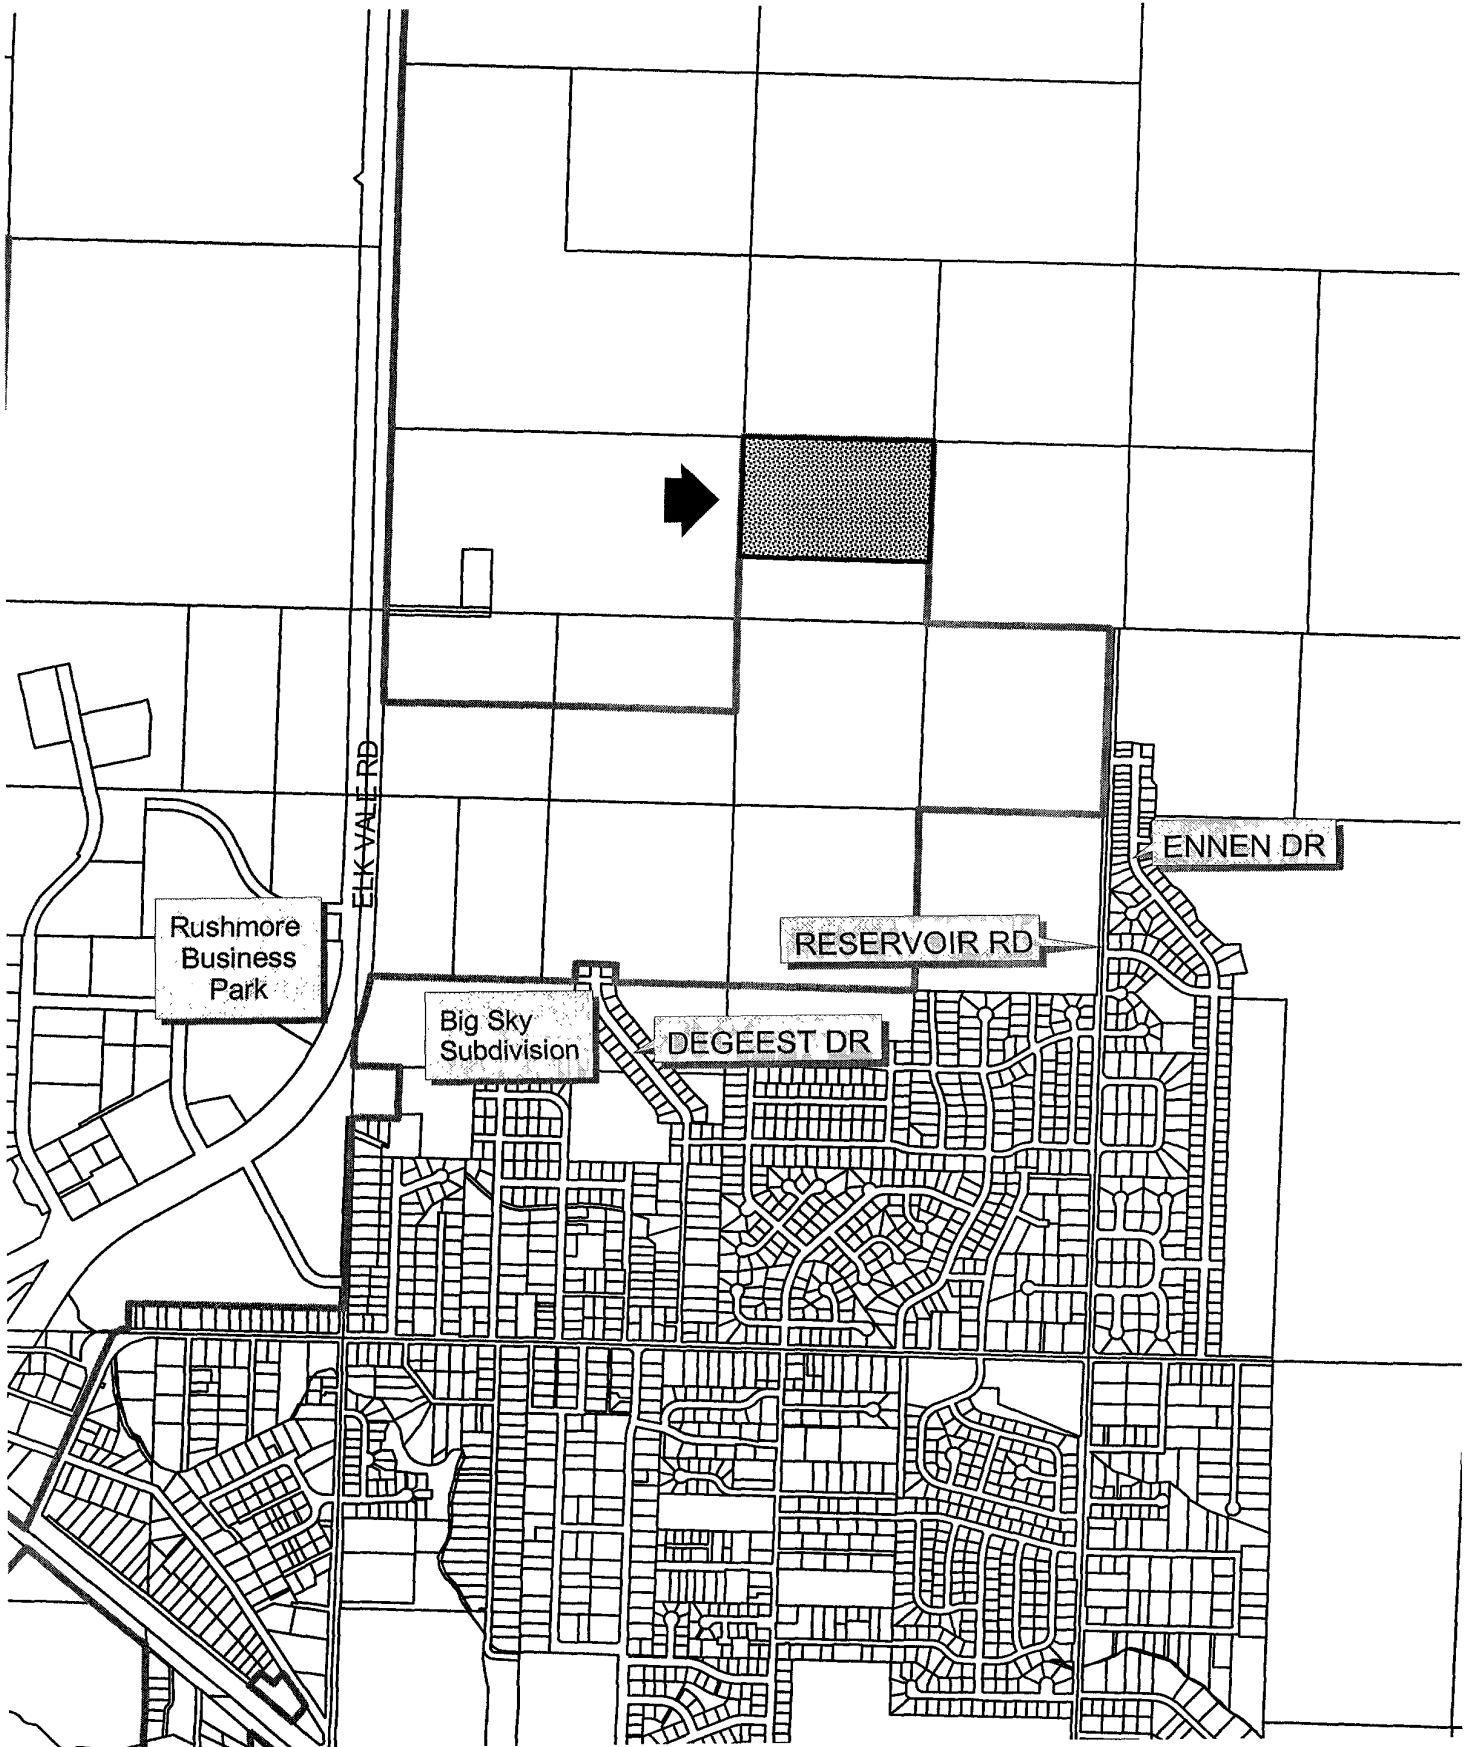 ELK VALE RD
ENNEN DR
Rushmore
Business
Park
RESERVOIR RD
Big Sky
Subdivision
DEGEEST DR